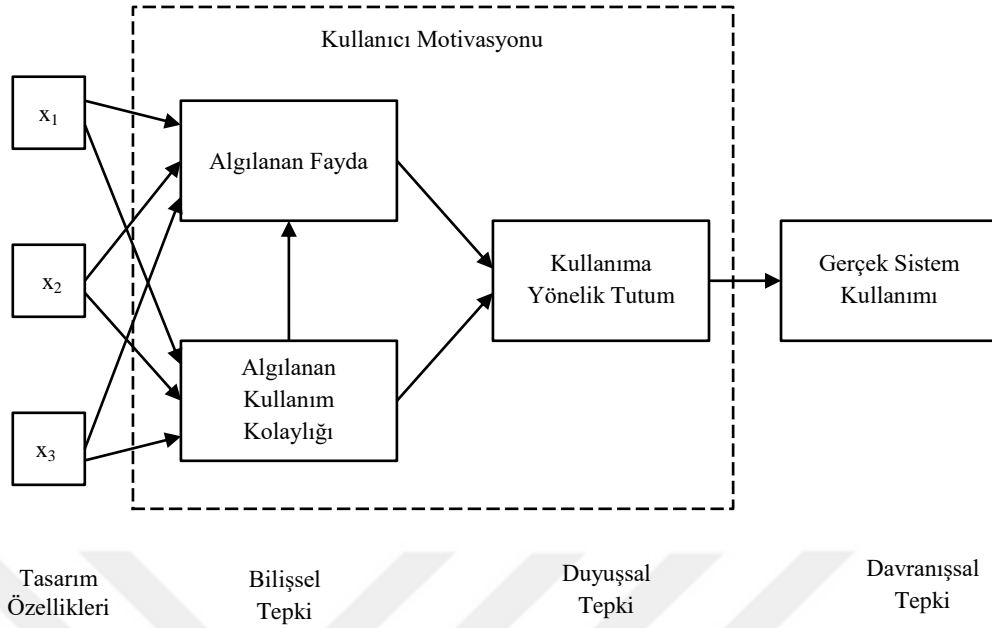 Kullanıcı Motivasyonu
x₁
Algılanan Fayda
x₂
Kullanıma
Yönelik Tutum
Gerçek Sistem
Kullanımı
Algılanan
Kullanım
Kolaylığı
x₃
Tasarım
Özellikleri
Bilişsel
Tepki
Duyuşsal
Tepki
Davranışsal
Tepki